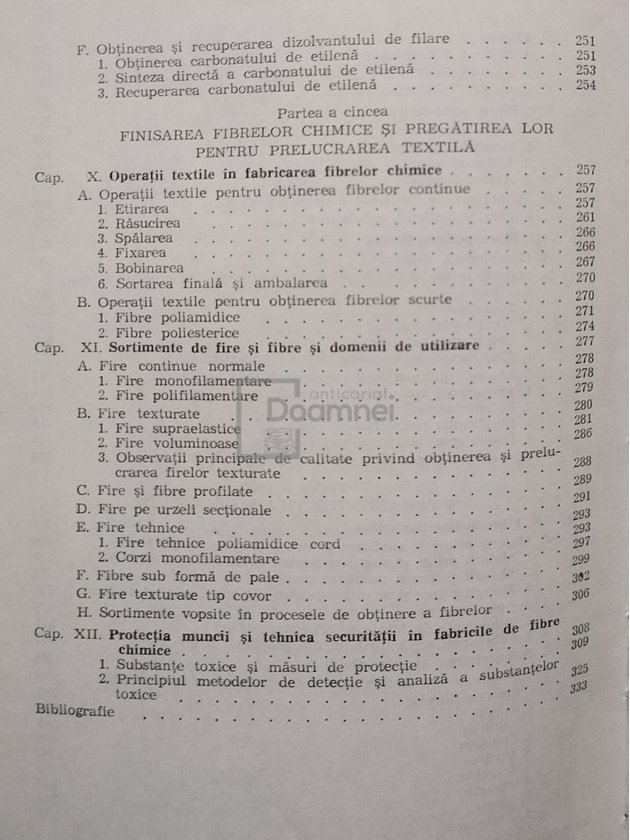 F. Obținerea și recuperarea dizolvantului de filare . . . . . . 251
1. Obținerea carbonatului de etilenă . . . . . . . . . 251
2. Sinteza directă a carbonatului de etilenă . . . . . . 253
3. Recuperarea carbonatului de etilenă . . . . . . . . 254
Partea a cincea
FINISAREA FIBRELOR CHIMICE ȘI PREGĂTIREA LOR
PENTRU PRELUCRAREA TEXTILĂ
Cap. X. Operații textile în fabricarea fibrelor chimice . . . . . . . 257
A. Operații textile pentru obținerea fibrelor continue . . . . . 257
1. Etirarea . . . . . . . . . . . . . . . . . 257
2. Răsucirea . . . . . . . . . . . . . . . . 261
3. Spălarea . . . . . . . . . . . . . . . . . 266
4. Fixarea . . . . . . . . . . . . . . . . . 266
5. Bobinarea . . . . . . . . . . . . . . . . 267
6. Sortarea finală și ambalarea . . . . . . . . . . . 270
B. Operații textile pentru obținerea fibrelor scurte . . . . . . 270
1. Fibre poliamidice . . . . . . . . . . . . . . 271
2. Fibre poliesterice . . . . . . . . . . . . . . 274
Cap. XI. Sortimente de fire și fibre și domenii de utilizare . . . . . 277
A. Fire continue normale . . . . . . . . . . . . . 278
1. Fire monofilamentare . . . . . . . . . . . . . 278
2. Fire polifilamentare . . . . . . . . . . . . . 279
B. Fire texturate . . . . . . . . . . . . . . . . 280
1. Fire supraelastice . . . . . . . . . . . . . . 281
2. Fire voluminoase . . . . . . . . . . . . . . 286
3. Observații principale de calitate privind obținerea și prelu-
crarea firelor texturate . . . . . . . . . . . . 288
C. Fire și fibre profilate . . . . . . . . . . . . . . 289
D. Fire pe urzeli secționale . . . . . . . . . . . . . 291
E. Fire tehnice . . . . . . . . . . . . . . . . . 293
1. Fire tehnice poliamidice cord . . . . . . . . . . 293
2. Corzi monofilamentare . . . . . . . . . . . . . 297
F. Fibre sub formă de pale . . . . . . . . . . . . . 299
G. Fire texturate tip covor . . . . . . . . . . . . . 302
H. Sortimente vopsite în procesele de obținere a fibrelor . . . . 306
Cap. XII. Protecția muncii și tehnica securității în fabricile de fibre
chimice . . . . . . . . . . . . . . . . . . 308
1. Substanțe toxice și măsuri de protecție . . . . . . . 309
2. Principiul metodelor de detecție și analiză a substanțelor
toxice . . . . . . . . . . . . . . . . . . 325
Bibliografie . . . . . . . . . . . . . . . . . . . . 333
anticariat
Doamnei